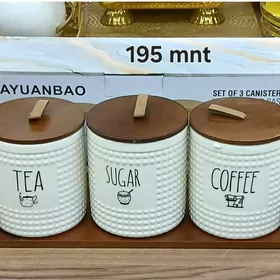 195 mnt
AYUANBAO
SET OF 3 CANISTER
TEA
SUGAR
COFFEE